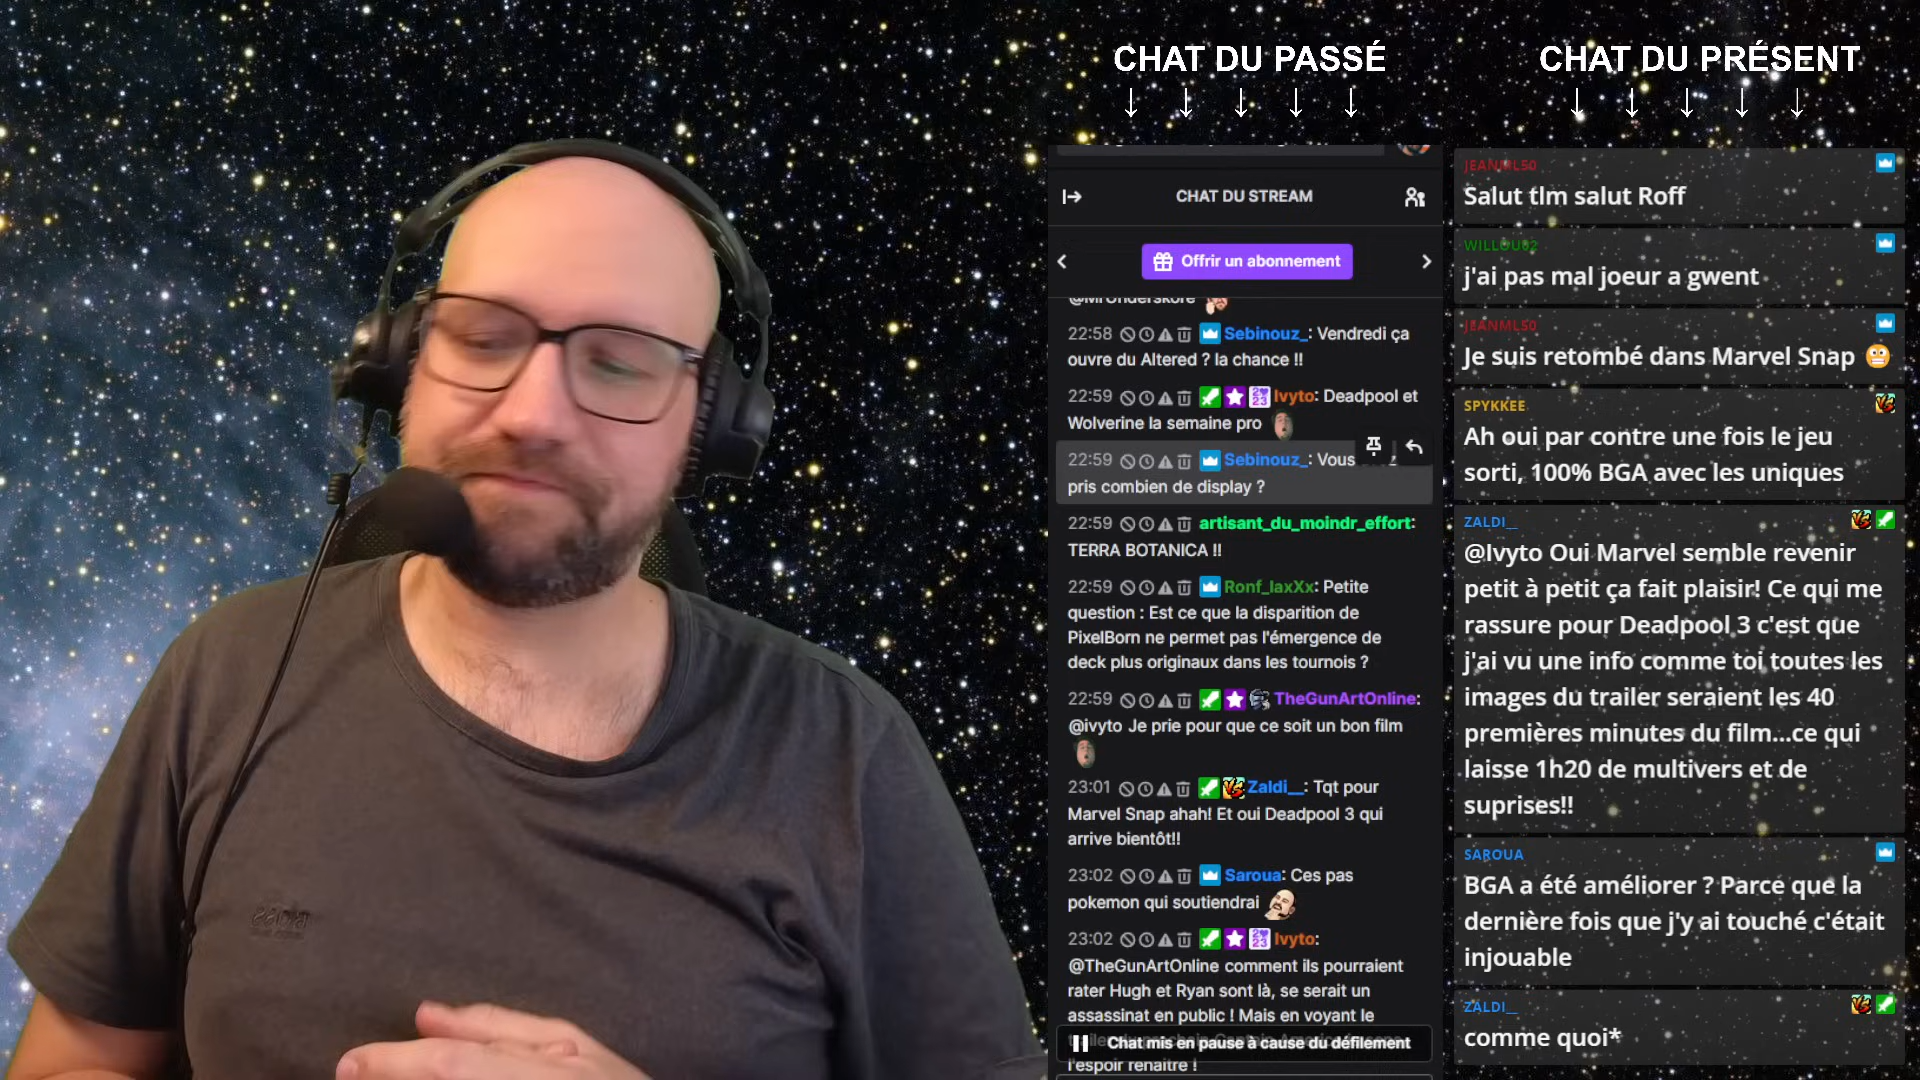 CHAT DU PASSÉ
CHAT DU PRÉSENT
CHAT DU STREAM
Offrir un abonnement
@MrUnderskore
22:58 Sebinouz_: Vendredi ça
ouvre du Altered ? la chance !!
22:59 Ivyto: Deadpool et
Wolverine la semaine pro
22:59 Sebinouz_: Vous
pris combien de display ?
22:59 artisant_du_moindr_effort:
TERRA BOTANICA !!
22:59 Ronf_laxXx: Petite
question : Est ce que la disparition de
PixelBorn ne permet pas l'émergence de
deck plus originaux dans les tournois ?
22:59 TheGunArtOnline:
@ivyto Je prie pour que ce soit un bon film
23:01 Zaldi__: Tqt pour
Marvel Snap ahah! Et oui Deadpool 3 qui
arrive bientôt!!
23:02 Saroua: Ces pas
pokemon qui soutiendrai
23:02 Ivyto:
@TheGunArtOnline comment ils pourraient
rater Hugh et Ryan sont là, se serait un
assassinat en public ! Mais en voyant le
Chat mis en pause à cause du défilement
l'espoir renaitre !
JEANML50
Salut tlm salut Roff
WILLOU02
j'ai pas mal joeur a gwent
JEANML50
Je suis retombé dans Marvel Snap
SPYKKEE
Ah oui par contre une fois le jeu
sorti, 100% BGA avec les uniques
ZALDI__
@Ivyto Oui Marvel semble revenir
petit à petit ça fait plaisir! Ce qui me
rassure pour Deadpool 3 c'est que
j'ai vu une info comme toi toutes les
images du trailer seraient les 40
premières minutes du film...ce qui
laisse 1h20 de multivers et de
suprises!!
SAROUA
BGA a été améliorer ? Parce que la
dernière fois que j'y ai touché c'était
injouable
ZALDI__
comme quoi*